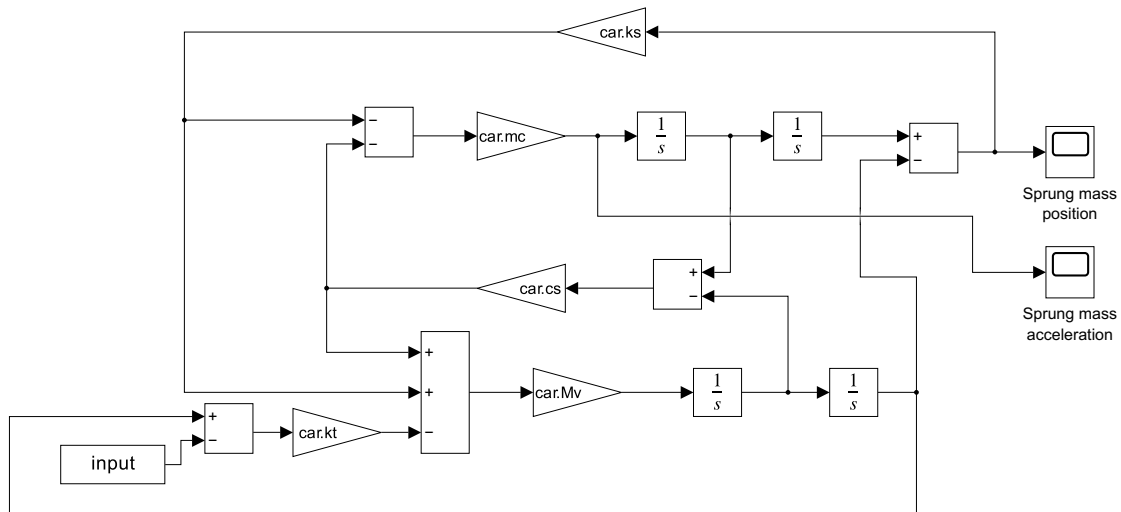 car.ks
−
−
car.mc
1
s
1
s
+
−
Sprung mass
position
car.cs
+
−
Sprung mass
acceleration
+
+
−
car.Mv
1
s
1
s
+
−
car.kt
input